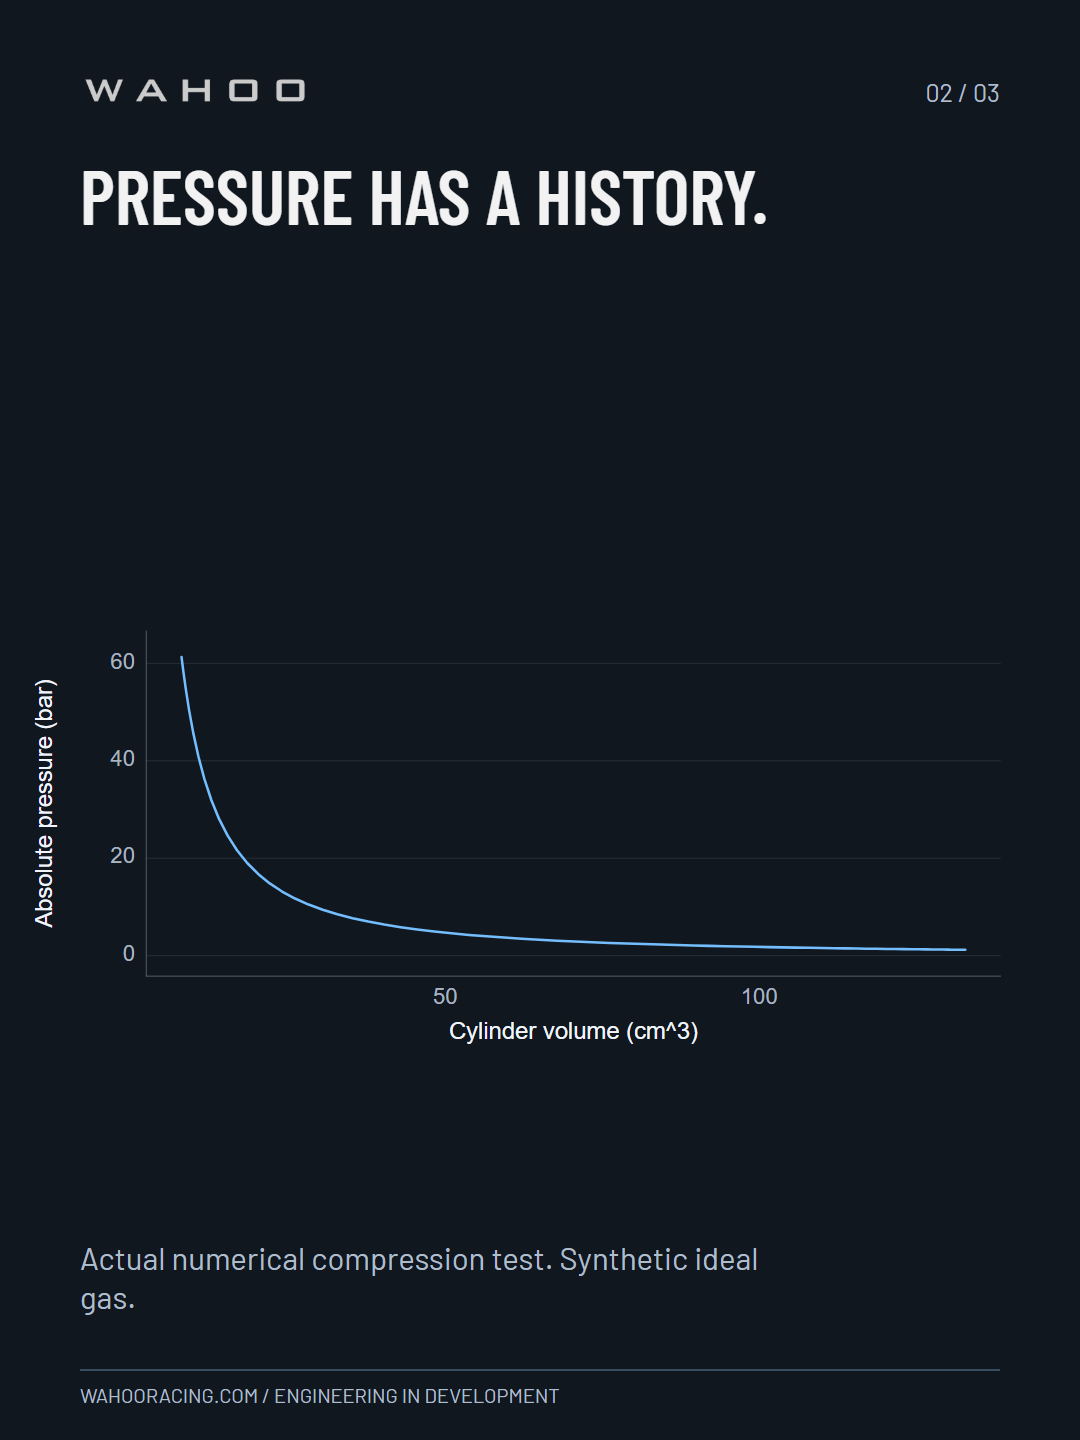 WAHOO
02 / 03
PRESSURE HAS A HISTORY.
60
40
20
0
Absolute pressure (bar)
50
100
Cylinder volume (cm^3)
Actual numerical compression test. Synthetic ideal
gas.
WAHOORACING.COM / ENGINEERING IN DEVELOPMENT